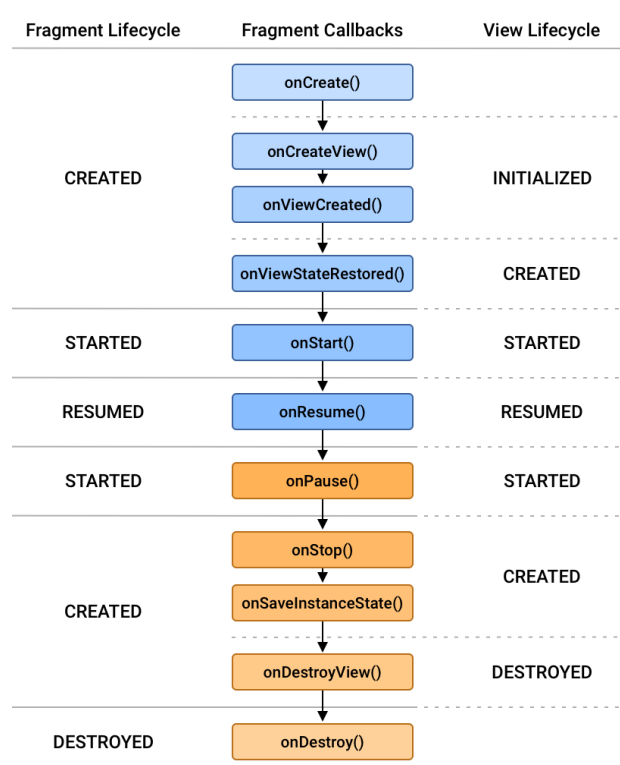 Fragment Lifecycle
Fragment Callbacks
View Lifecycle
onCreate()
onCreateView()
CREATED
INITIALIZED
onViewCreated()
onViewStateRestored()
CREATED
STARTED
onStart()
STARTED
RESUMED
onResume()
RESUMED
STARTED
onPause()
STARTED
onStop()
CREATED
onSaveInstanceState()
CREATED
onDestroyView()
DESTROYED
DESTROYED
onDestroy()